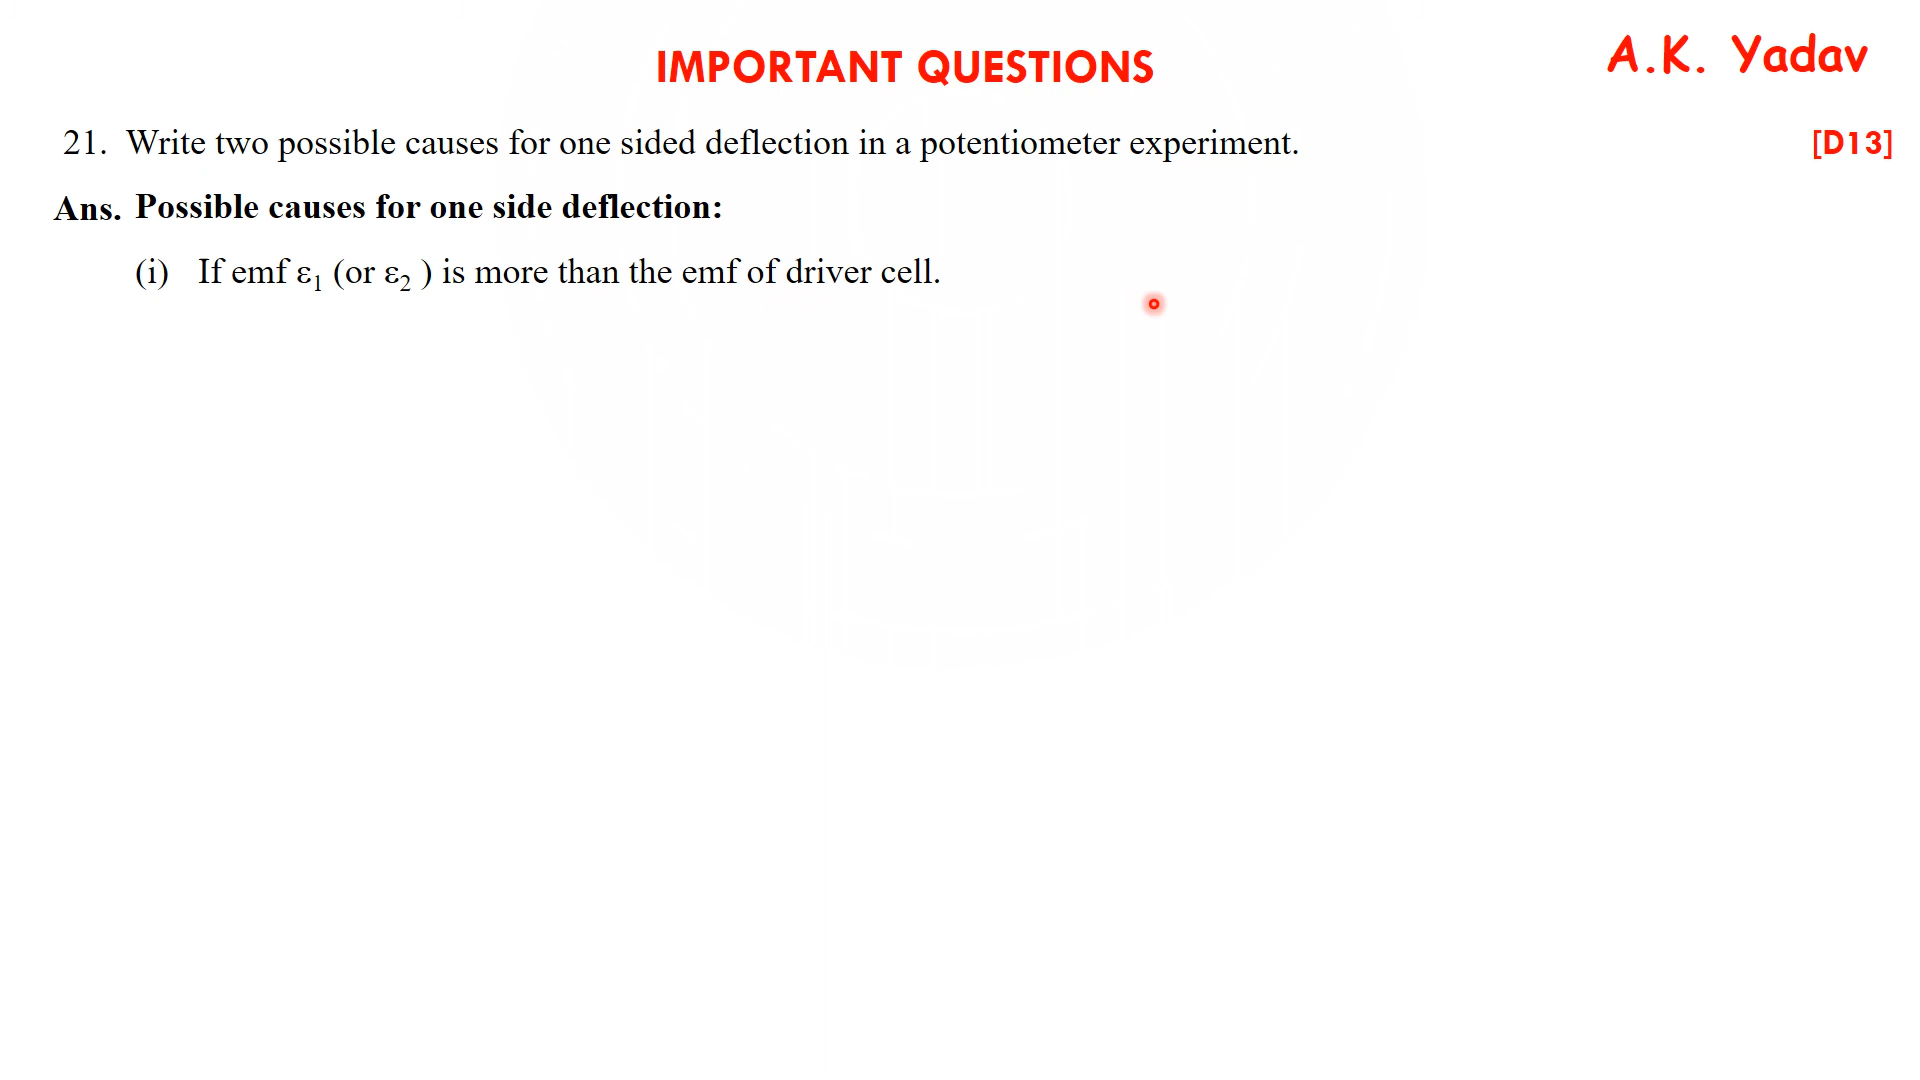 IMPORTANT QUESTIONS
A.K. Yadav
21. Write two possible causes for one sided deflection in a potentiometer experiment. [D13]
Ans. Possible causes for one side deflection:
(i) If emf ε₁ (or ε₂ ) is more than the emf of driver cell.